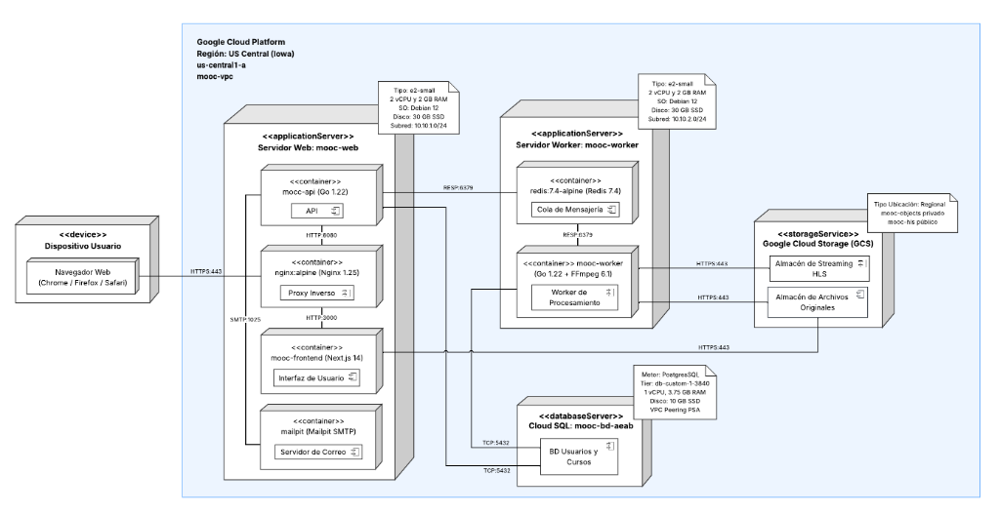 Google Cloud Platform
Región: US Central (Iowa)
us-central1-a
mooc-vpc
Tipo: e2-small
2 vCPU y 2 GB RAM
SO: Debian 12
Disco: 30 GB SSD
Subred: 10.10.1.0/24
<<applicationServer>>
Servidor Web: mooc-web
<<container>>
mooc-api (Go 1.22)
API
HTTP:8080
<<container>>
nginx:alpine (Nginx 1.25)
Proxy Inverso
HTTP:3000
<<container>>
mooc-frontend (Next.js 14)
Interfaz de Usuario
<<container>>
mailpit (Mailpit SMTP)
Servidor de Correo
SMTP:1025
<<device>>
Dispositivo Usuario
Navegador Web
(Chrome / Firefox / Safari)
HTTPS:443
RESP:6379
Tipo: e2-small
2 vCPU y 2 GB RAM
SO: Debian 12
Disco: 30 GB SSD
Subred: 10.10.2.0/24
<<applicationServer>>
Servidor Worker: mooc-worker
<<container>>
redis:7.4-alpine (Redis 7.4)
Cola de Mensajería
RESP:6379
<<container>> mooc-worker
(Go 1.22 + FFmpeg 6.1)
Worker de
Procesamiento
HTTPS:443
HTTPS:443
HTTPS:443
Tipo Ubicación: Regional
mooc-objects privado
mooc-hls público
<<storageService>>
Google Cloud Storage (GCS)
Almacén de Streaming
HLS
Almacén de Archivos
Originales
Motor: PostgreSQL
Tier: db-custom-1-3840
1 vCPU, 3.75 GB RAM
Disco: 10 GB SSD
VPC Peering PSA
<<databaseServer>>
Cloud SQL: mooc-bd-aeab
BD Usuarios y
Cursos
TCP:5432
TCP:5432